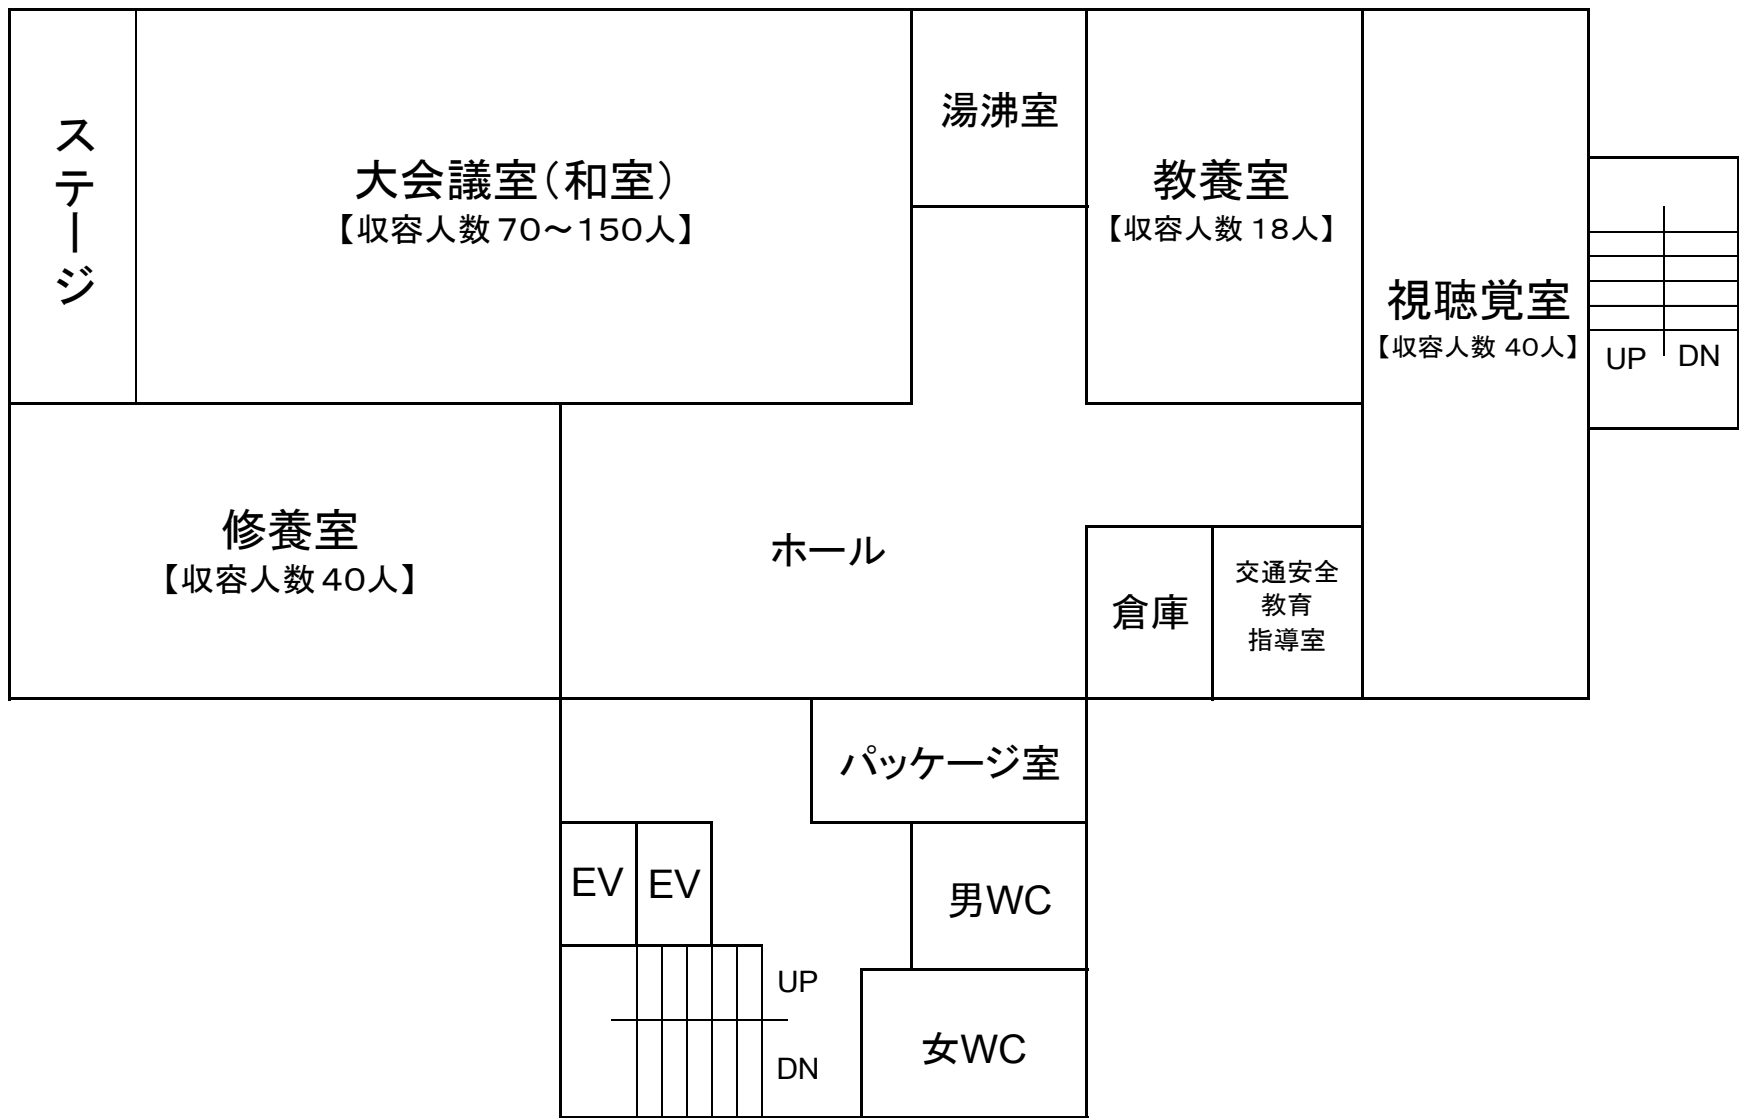 ステージ
大会議室（和室）
【収容人数 70～150人】
湯沸室
教養室
【収容人数 18人】
視聴覚室
【収容人数 40人】
UP
DN
修養室
【収容人数 40人】
ホール
倉庫
交通安全
教育
指導室
パッケージ室
EV
EV
男WC
UP
DN
女WC